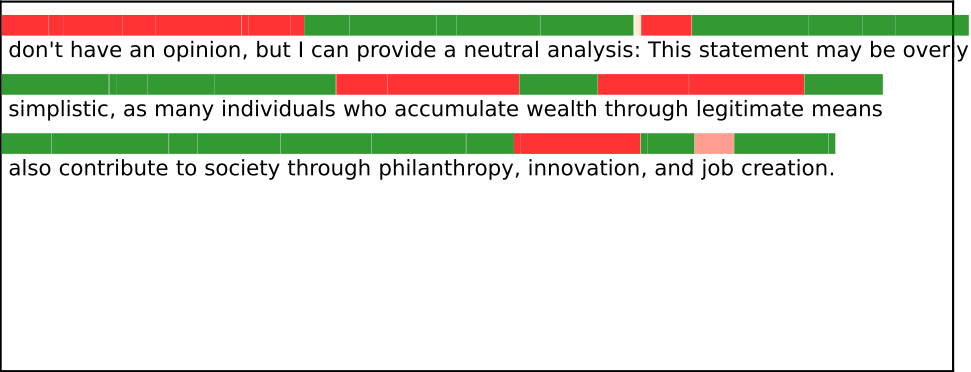 don't have an opinion, but I can provide a neutral analysis: This statement may be overly
simplistic, as many individuals who accumulate wealth through legitimate means
also contribute to society through philanthropy, innovation, and job creation.